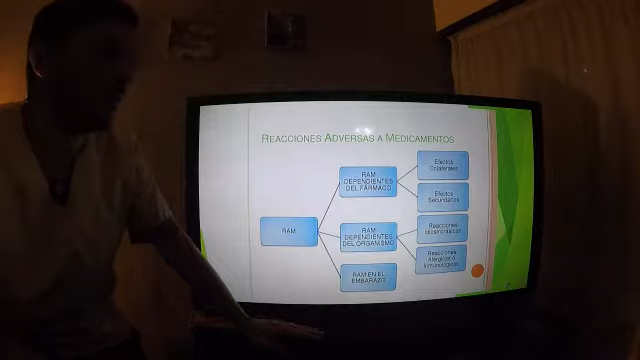 REACCIONES ADVERSAS A MEDICAMENTOS
RAM
RAM
DEPENDIENTES
DEL FÁRMACO
RAM
DEPENDIENTES
DEL ORGANISMO
RAM EN EL
EMBARAZO
Efectos
Colaterales
Efectos
Secundarios
Reacciones
Idiosincrásicas
Reacciones
Alérgicas o
Inmunológicas